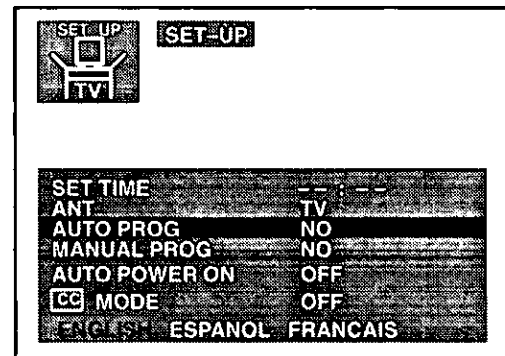 SET UP
TV
SET-UP
SET TIME -- : --
ANT TV
AUTO PROG NO
MANUAL PROG NO
AUTO POWER ON OFF
CC MODE OFF
ENGLISH ESPANOL FRANCAIS